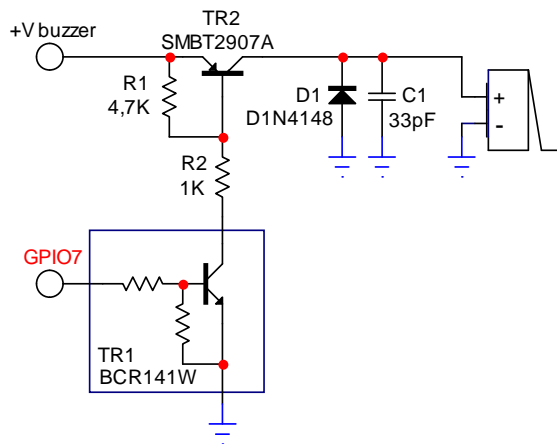 +V buzzer
TR2
SMBT2907A
R1
4,7K
D1
D1N4148
C1
33pF
+
-
R2
1K
GPIO7
TR1
BCR141W